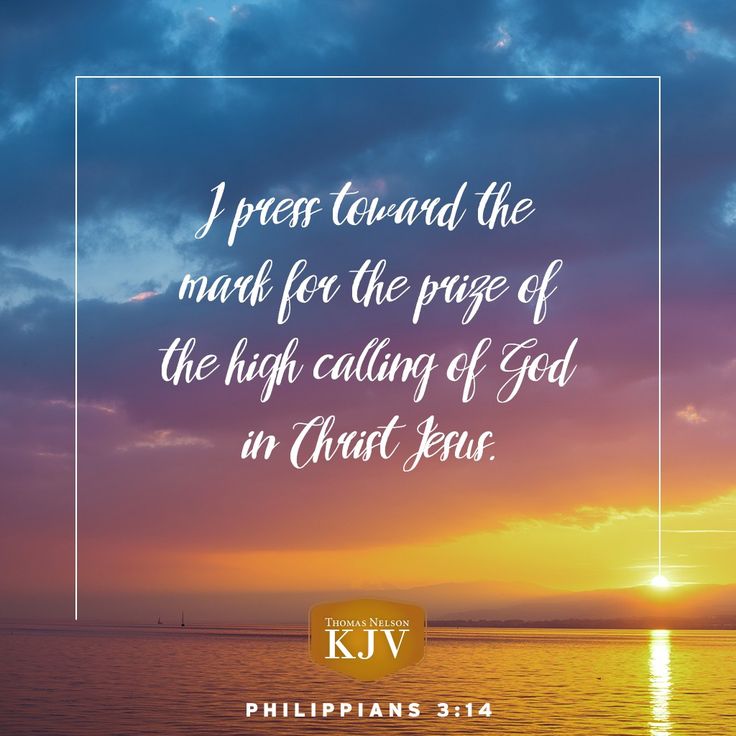 I press toward the
mark for the prize of
the high calling of God
in Christ Jesus.
THOMAS NELSON
KJV
PHILIPPIANS 3:14